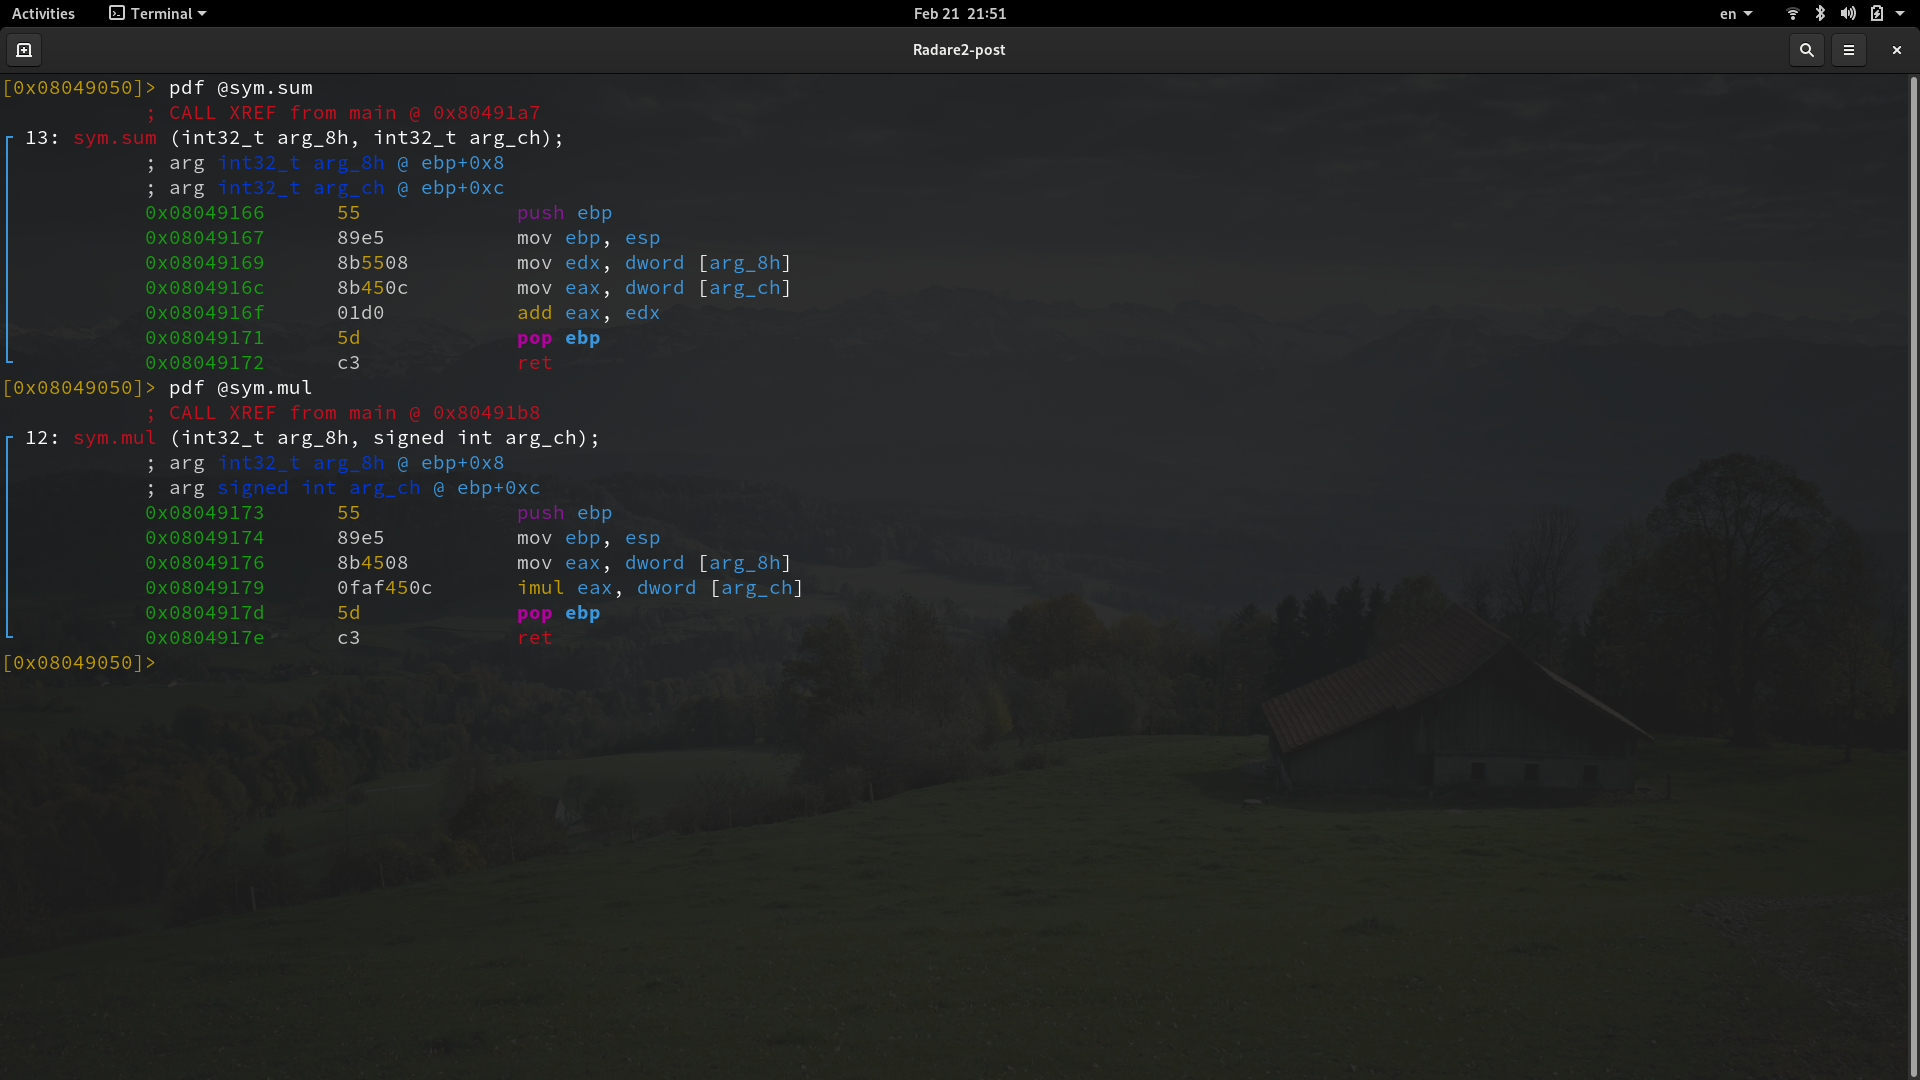 Activities Terminal Feb 21 21:51 en
Radare2-post
[0x08049050]> pdf @sym.sum
; CALL XREF from main @ 0x80491a7
13: sym.sum (int32_t arg_8h, int32_t arg_ch);
; arg int32_t arg_8h @ ebp+0x8
; arg int32_t arg_ch @ ebp+0xc
0x08049166 55 push ebp
0x08049167 89e5 mov ebp, esp
0x08049169 8b5508 mov edx, dword [arg_8h]
0x0804916c 8b450c mov eax, dword [arg_ch]
0x0804916f 01d0 add eax, edx
0x08049171 5d pop ebp
0x08049172 c3 ret
[0x08049050]> pdf @sym.mul
; CALL XREF from main @ 0x80491b8
12: sym.mul (int32_t arg_8h, signed int arg_ch);
; arg int32_t arg_8h @ ebp+0x8
; arg signed int arg_ch @ ebp+0xc
0x08049173 55 push ebp
0x08049174 89e5 mov ebp, esp
0x08049176 8b4508 mov eax, dword [arg_8h]
0x08049179 0faf450c imul eax, dword [arg_ch]
0x0804917d 5d pop ebp
0x0804917e c3 ret
[0x08049050]>